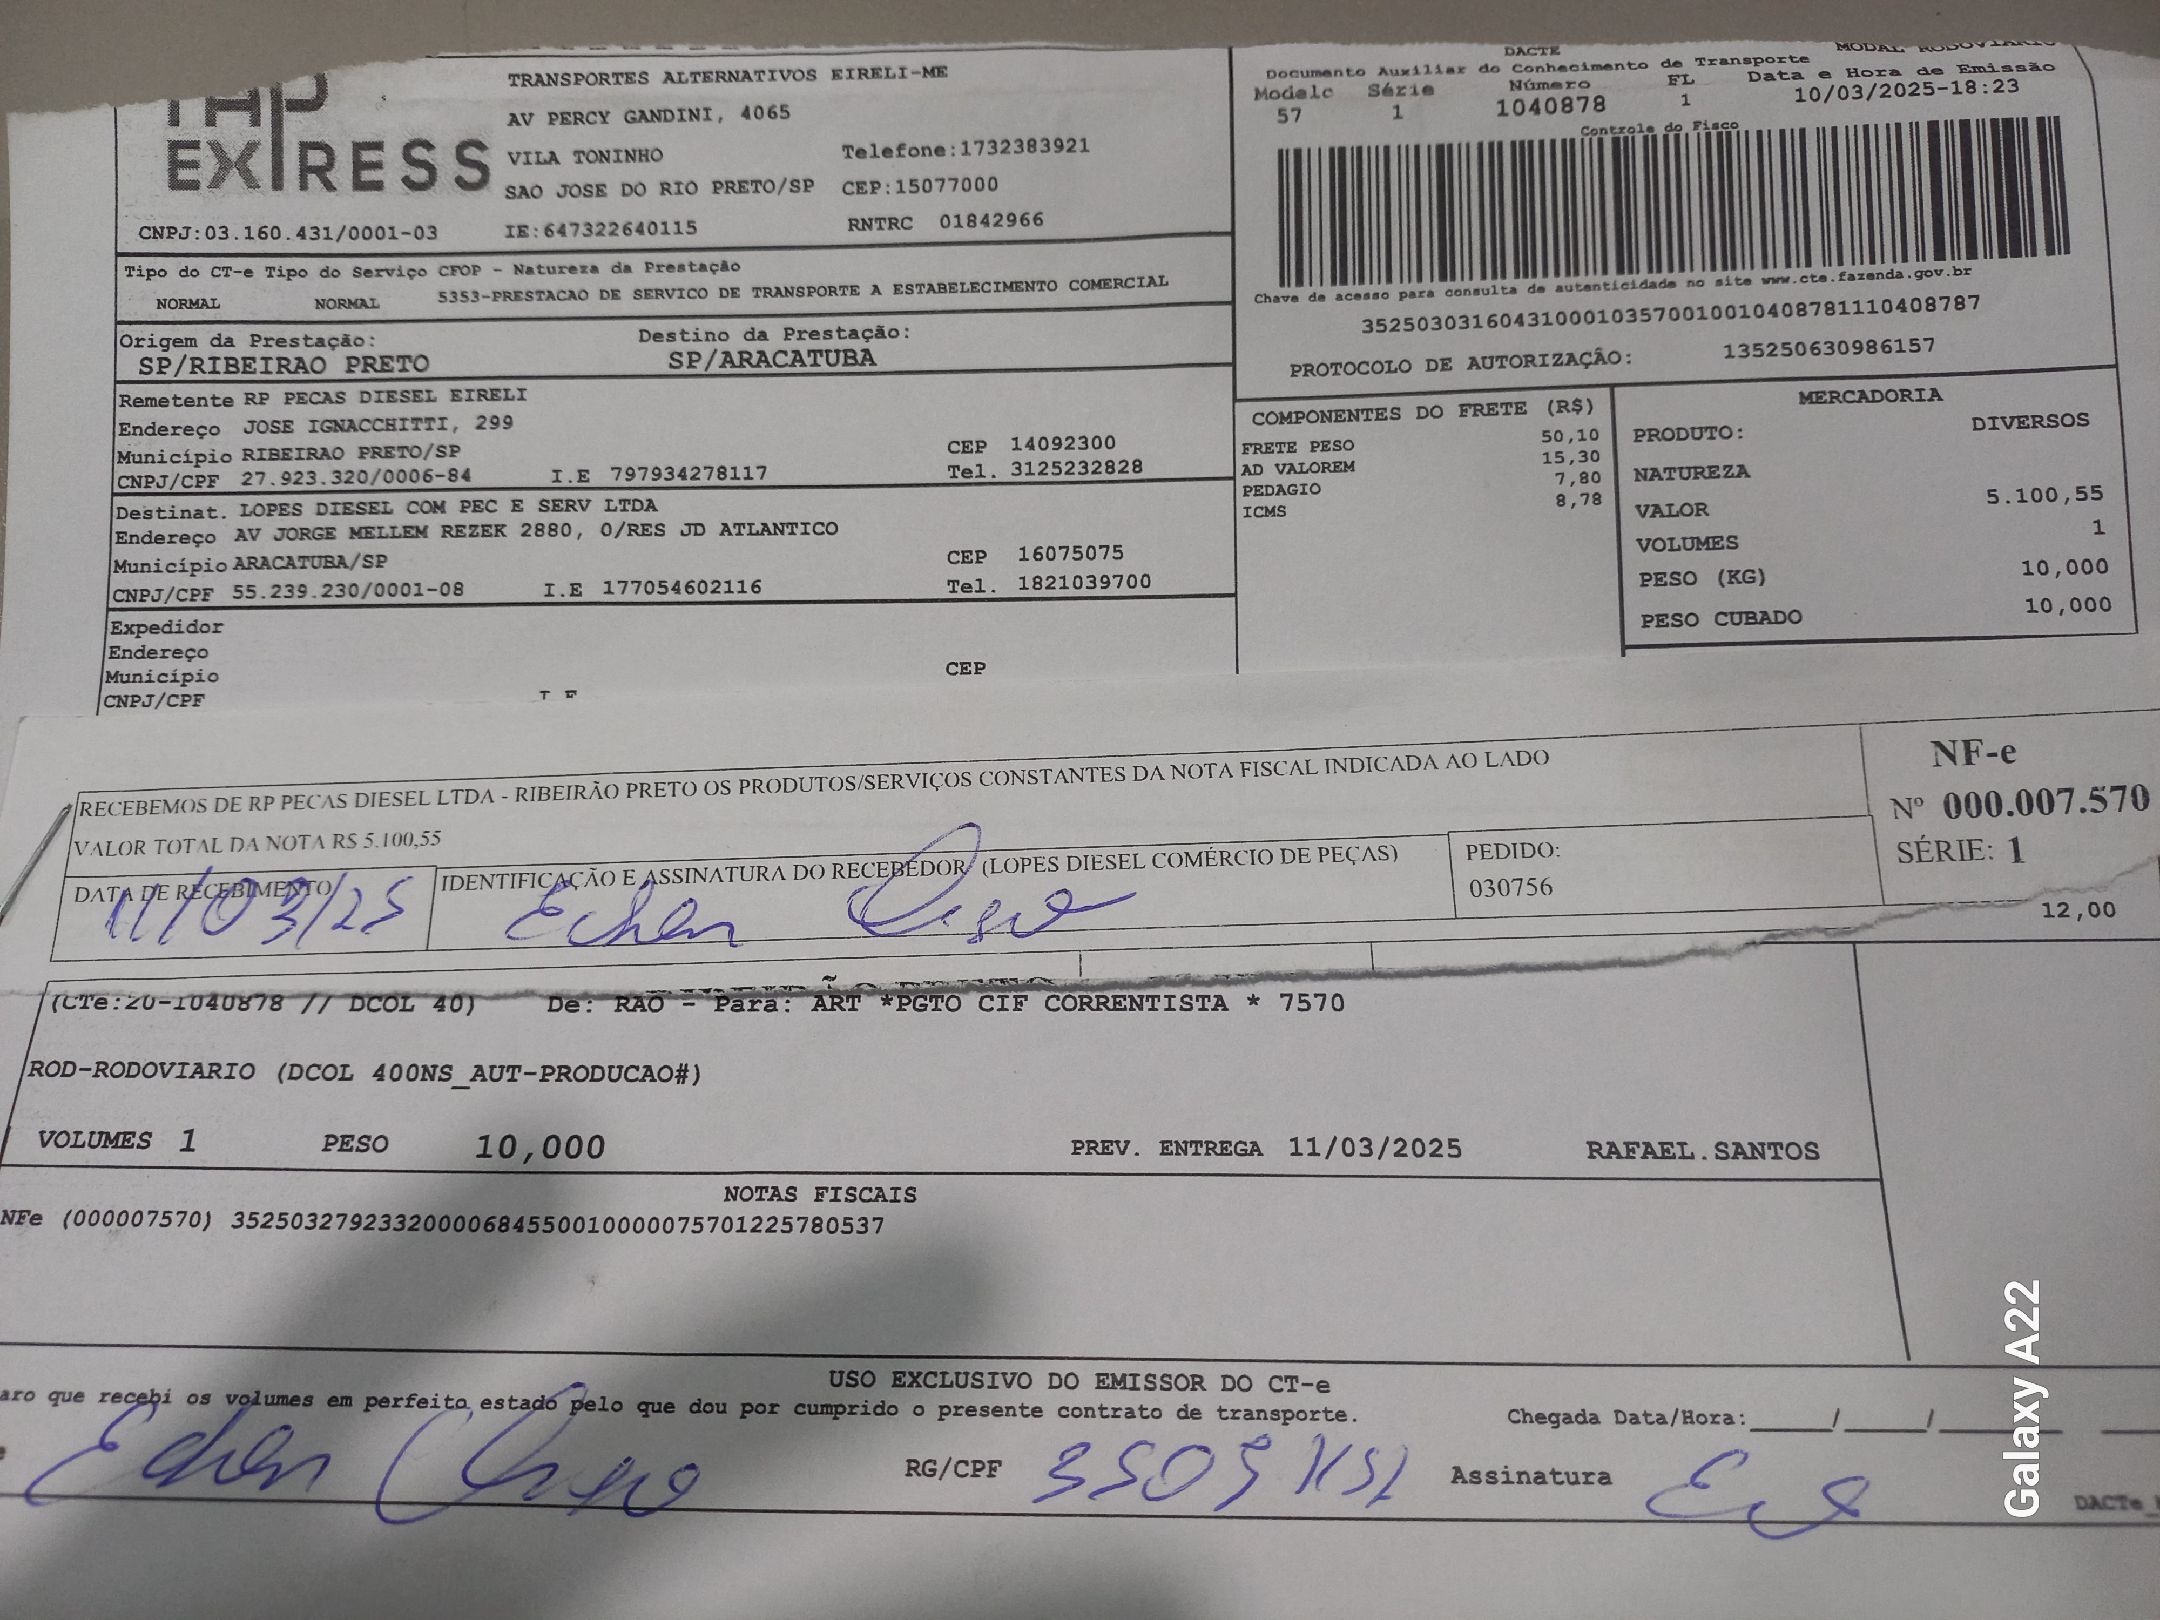 TAP
EXPRESS
TRANSPORTES ALTERNATIVOS EIRELI-ME
AV PERCY GANDINI, 4065
VILA TONINHO Telefone:1732383921
SAO JOSE DO RIO PRETO/SP CEP:15077000
CNPJ:03.160.431/0001-03 IE:647322640115 RNTRC 01842966
DACTE MODAL RODOVIARIO
Documento Auxiliar do Conhecimento de Transporte
Modelo Série Número FL Data e Hora de Emissão
57 1 1040878 1 10/03/2025-18:23
Controle do Fisco
Chave de acesso para consulta de autenticidade no site www.cte.fazenda.gov.br
35250303160431000103570010010408781110408787
PROTOCOLO DE AUTORIZAÇÃO: 135250630986157
Tipo do CT-e Tipo do Serviço CFOP - Natureza da Prestação
NORMAL NORMAL 5353-PRESTACAO DE SERVICO DE TRANSPORTE A ESTABELECIMENTO COMERCIAL
Origem da Prestação: Destino da Prestação:
SP/RIBEIRAO PRETO SP/ARACATUBA
Remetente RP PECAS DIESEL EIRELI
Endereço JOSE IGNACCHITTI, 299
Município RIBEIRAO PRETO/SP CEP 14092300
CNPJ/CPF 27.923.320/0006-84 I.E 797934278117 Tel. 3125232828
Destinat. LOPES DIESEL COM PEC E SERV LTDA
Endereço AV JORGE MELLEM REZEK 2880, 0/RES JD ATLANTICO
Município ARACATUBA/SP CEP 16075075
CNPJ/CPF 55.239.230/0001-08 I.E 177054602116 Tel. 1821039700
Expedidor
Endereço
Município CEP
CNPJ/CPF I E
COMPONENTES DO FRETE (R$)
FRETE PESO 50,10
AD VALOREM 15,30
PEDAGIO 7,80
ICMS 8,78
MERCADORIA
PRODUTO: DIVERSOS
NATUREZA
VALOR 5.100,55
VOLUMES 1
PESO (KG) 10,000
PESO CUBADO 10,000
RECEBEMOS DE RP PECAS DIESEL LTDA - RIBEIRÃO PRETO OS PRODUTOS/SERVIÇOS CONSTANTES DA NOTA FISCAL INDICADA AO LADO
VALOR TOTAL DA NOTA R$ 5.100,55
DATA DE RECEBIMENTO IDENTIFICAÇÃO E ASSINATURA DO RECEBEDOR (LOPES DIESEL COMÉRCIO DE PEÇAS)
11/03/25
PEDIDO:
030756
NF-e
Nº 000.007.570
SÉRIE: 1
12,00
(CTe:20-1040878 // DCOL 40) De: RAO - Para: ART *PGTO CIF CORRENTISTA * 7570
ROD-RODOVIARIO (DCOL 400NS_AUT-PRODUCAO#)
VOLUMES 1 PESO 10,000 PREV. ENTREGA 11/03/2025 RAFAEL.SANTOS
NOTAS FISCAIS
NFe (000007570) 35250327923320000684550010000075701225780537
USO EXCLUSIVO DO EMISSOR DO CT-e
aro que recebi os volumes em perfeito estado pelo que dou por cumprido o presente contrato de transporte. Chegada Data/Hora:_____/_____/_____
RG/CPF Assinatura
DACTe_
Galaxy A22